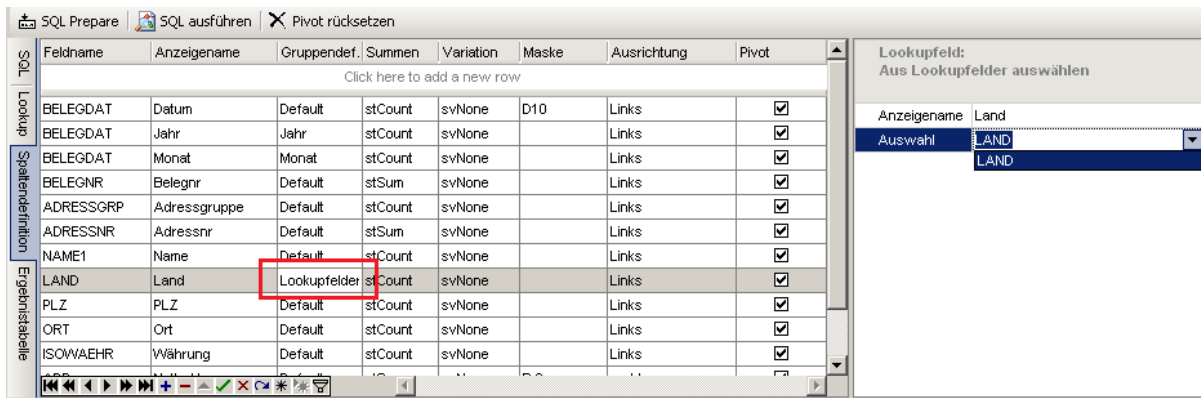 SQL Prepare SQL ausführen Pivot rücksetzen
SQL
Lookup
Spaltendefinition
Ergebnistabelle
Feldname Anzeigename Gruppendef. Summen Variation Maske Ausrichtung Pivot
Click here to add a new row
BELEGDAT Datum Default stCount svNone D10 Links
BELEGDAT Jahr Jahr stCount svNone Links
BELEGDAT Monat Monat stCount svNone Links
BELEGNR Belegnr Default stSum svNone Links
ADRESSGRP Adressgruppe Default stCount svNone Links
ADRESSNR Adressnr Default stSum svNone Links
NAME1 Name Default stCount svNone Links
LAND Land Lookupfelder stCount svNone Links
PLZ PLZ Default stCount svNone Links
ORT Ort Default stCount svNone Links
ISOWAEHR Währung Default stCount svNone Links
Lookupfeld:
Aus Lookupfelder auswählen
Anzeigename Land
Auswahl LAND
LAND